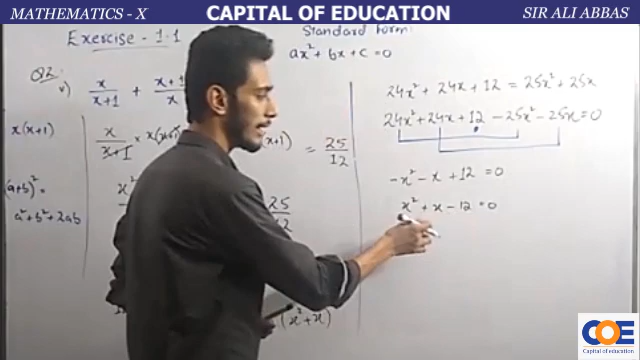 MATHEMATICS - X
CAPITAL OF EDUCATION
SIR ALI ABBAS
Exercise - 1.1
Standard Form:
ax² + bx + c = 0
Q2.
v) x/(x+1) + (x+1)/x
x(x+1)
x/(x+1) × x(x+1)
(x+1) = 25/12
(a+b)² =
a² + b² + 2ab
(x² + x)
24x² + 24x + 12 = 25x² + 25x
24x² + 24x + 12 - 25x² - 25x = 0
-x² - x + 12 = 0
x² + x - 12 = 0
COE
Capital of education